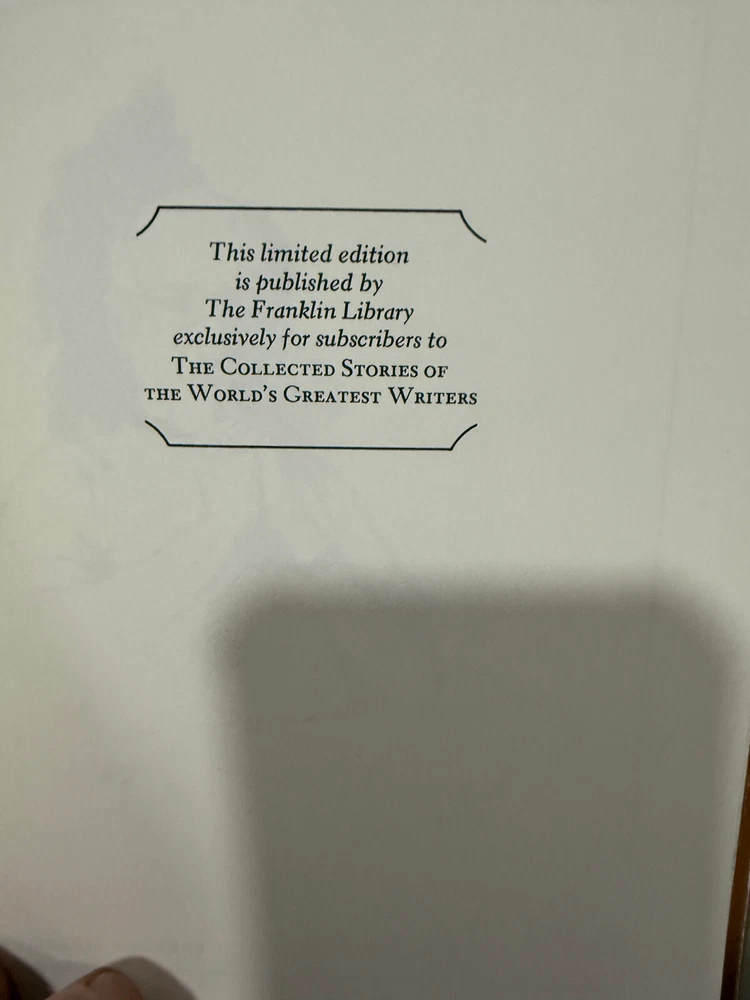 This limited edition
is published by
The Franklin Library
exclusively for subscribers to
THE COLLECTED STORIES OF
THE WORLD'S GREATEST WRITERS